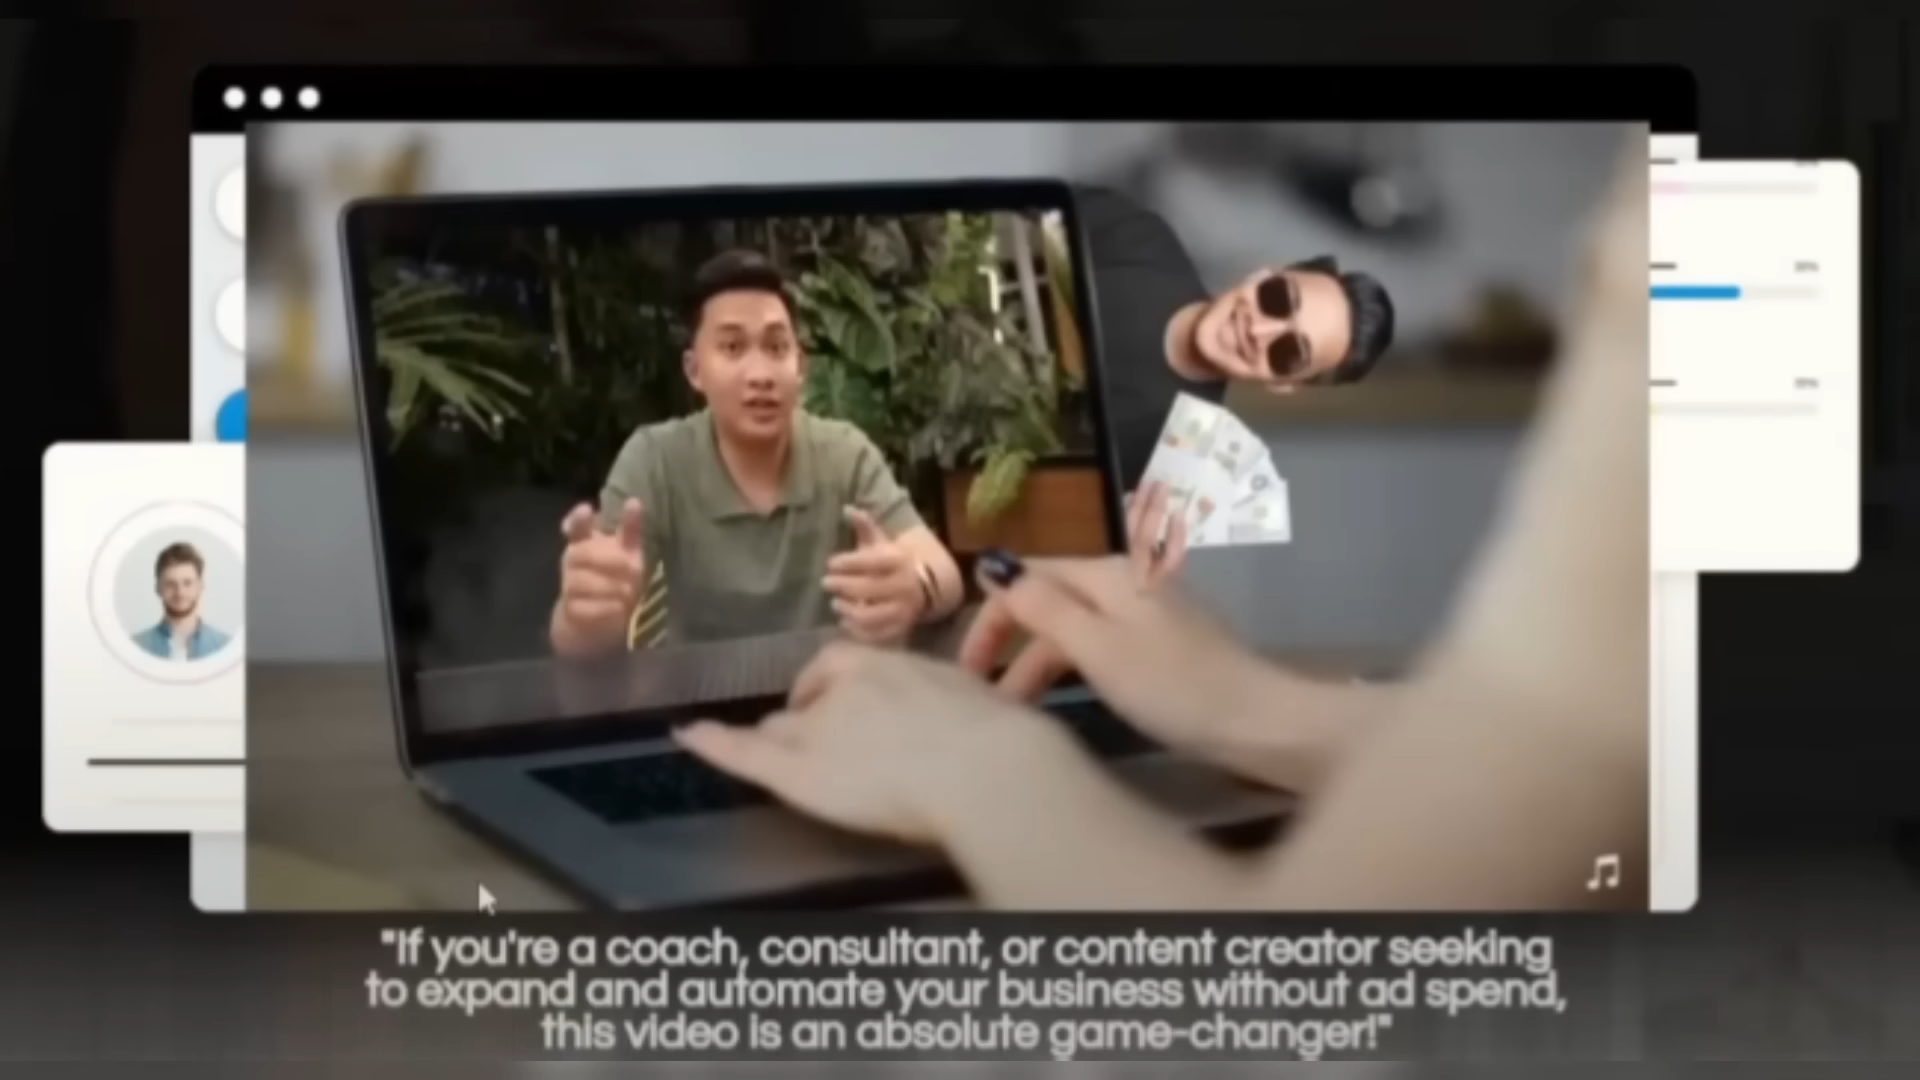 "If you're a coach, consultant, or content creator seeking
to expand and automate your business without ad spend,
this video is an absolute game-changer!"